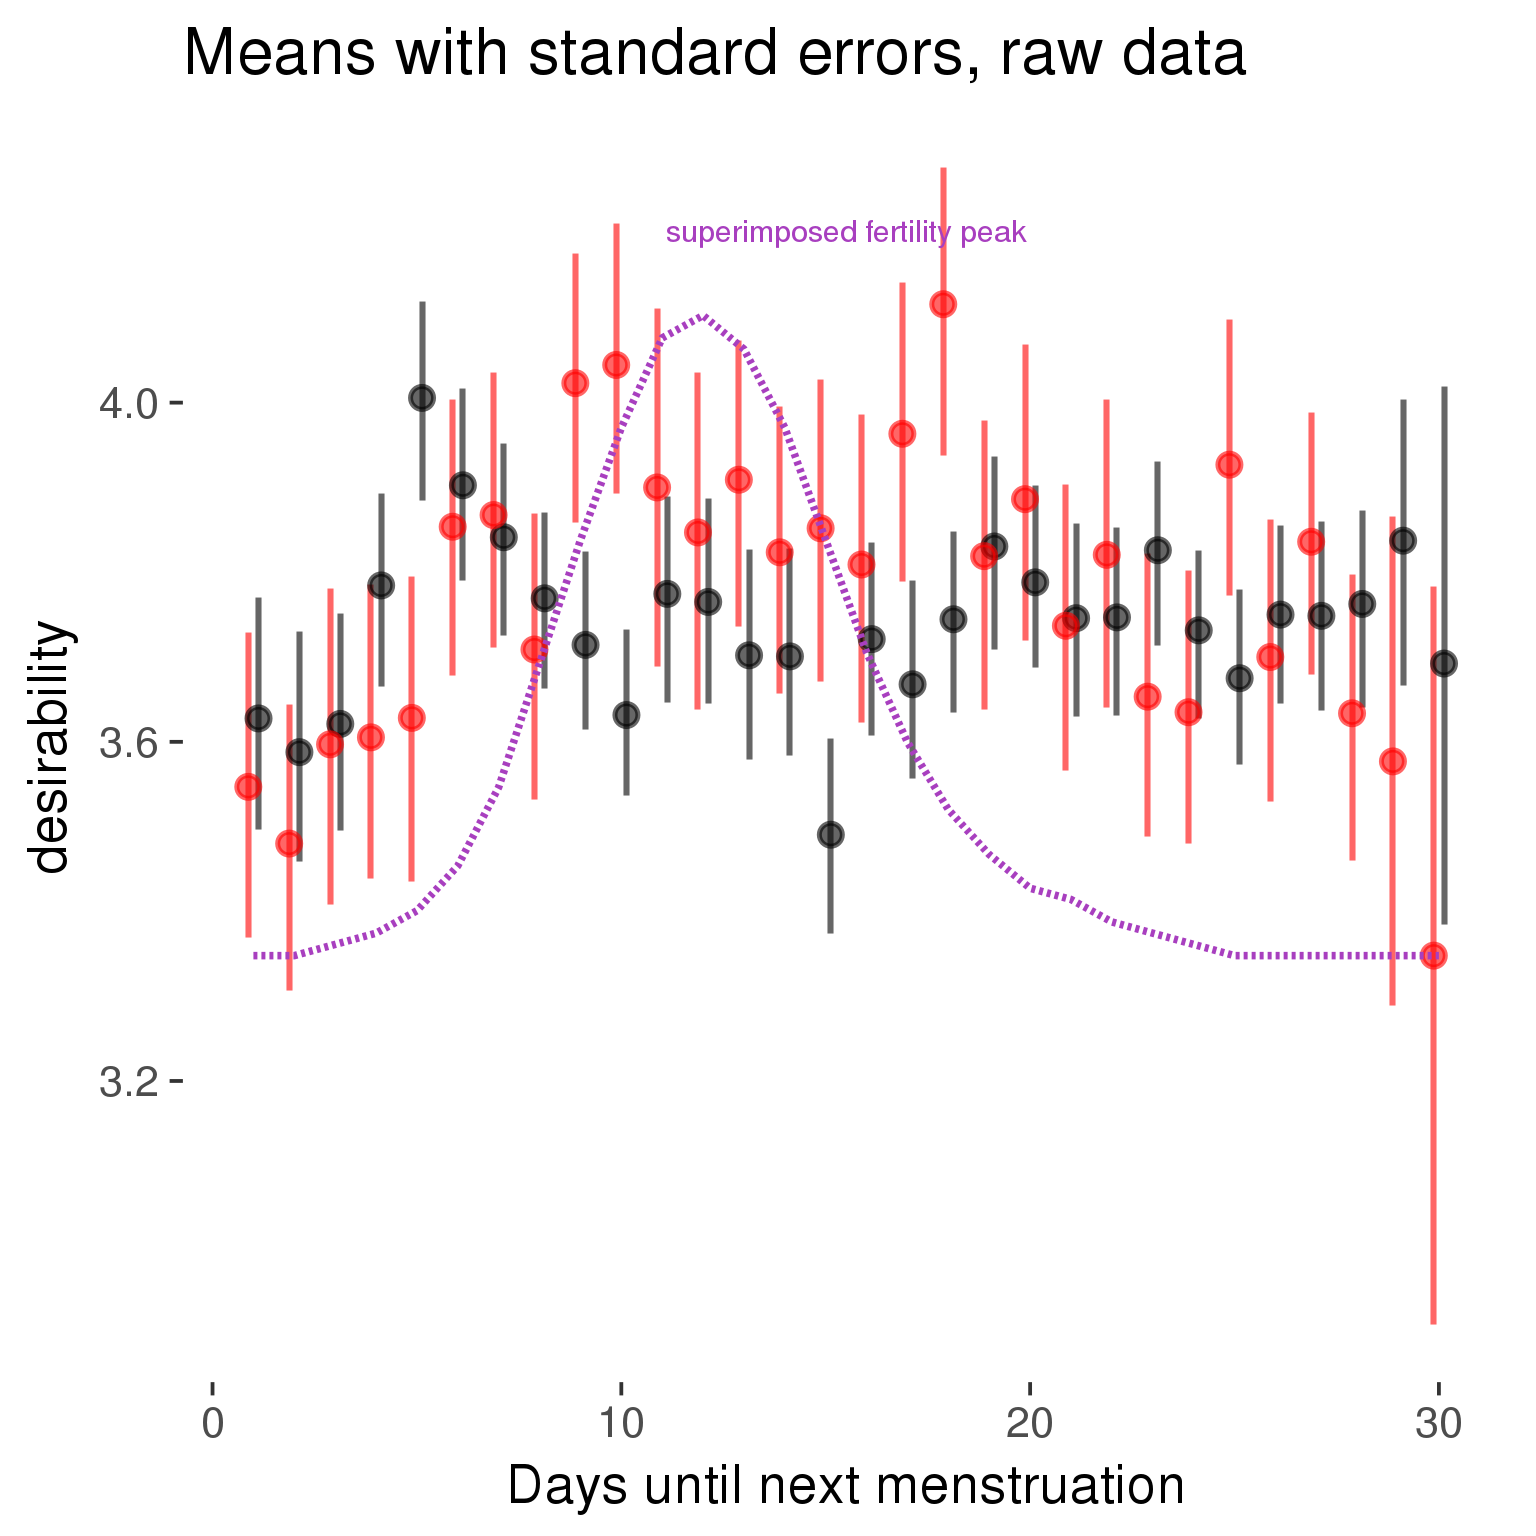 Means with standard errors, raw data
superimposed fertility peak
desirability
4.0
3.6
3.2
0 10 20 30
Days until next menstruation